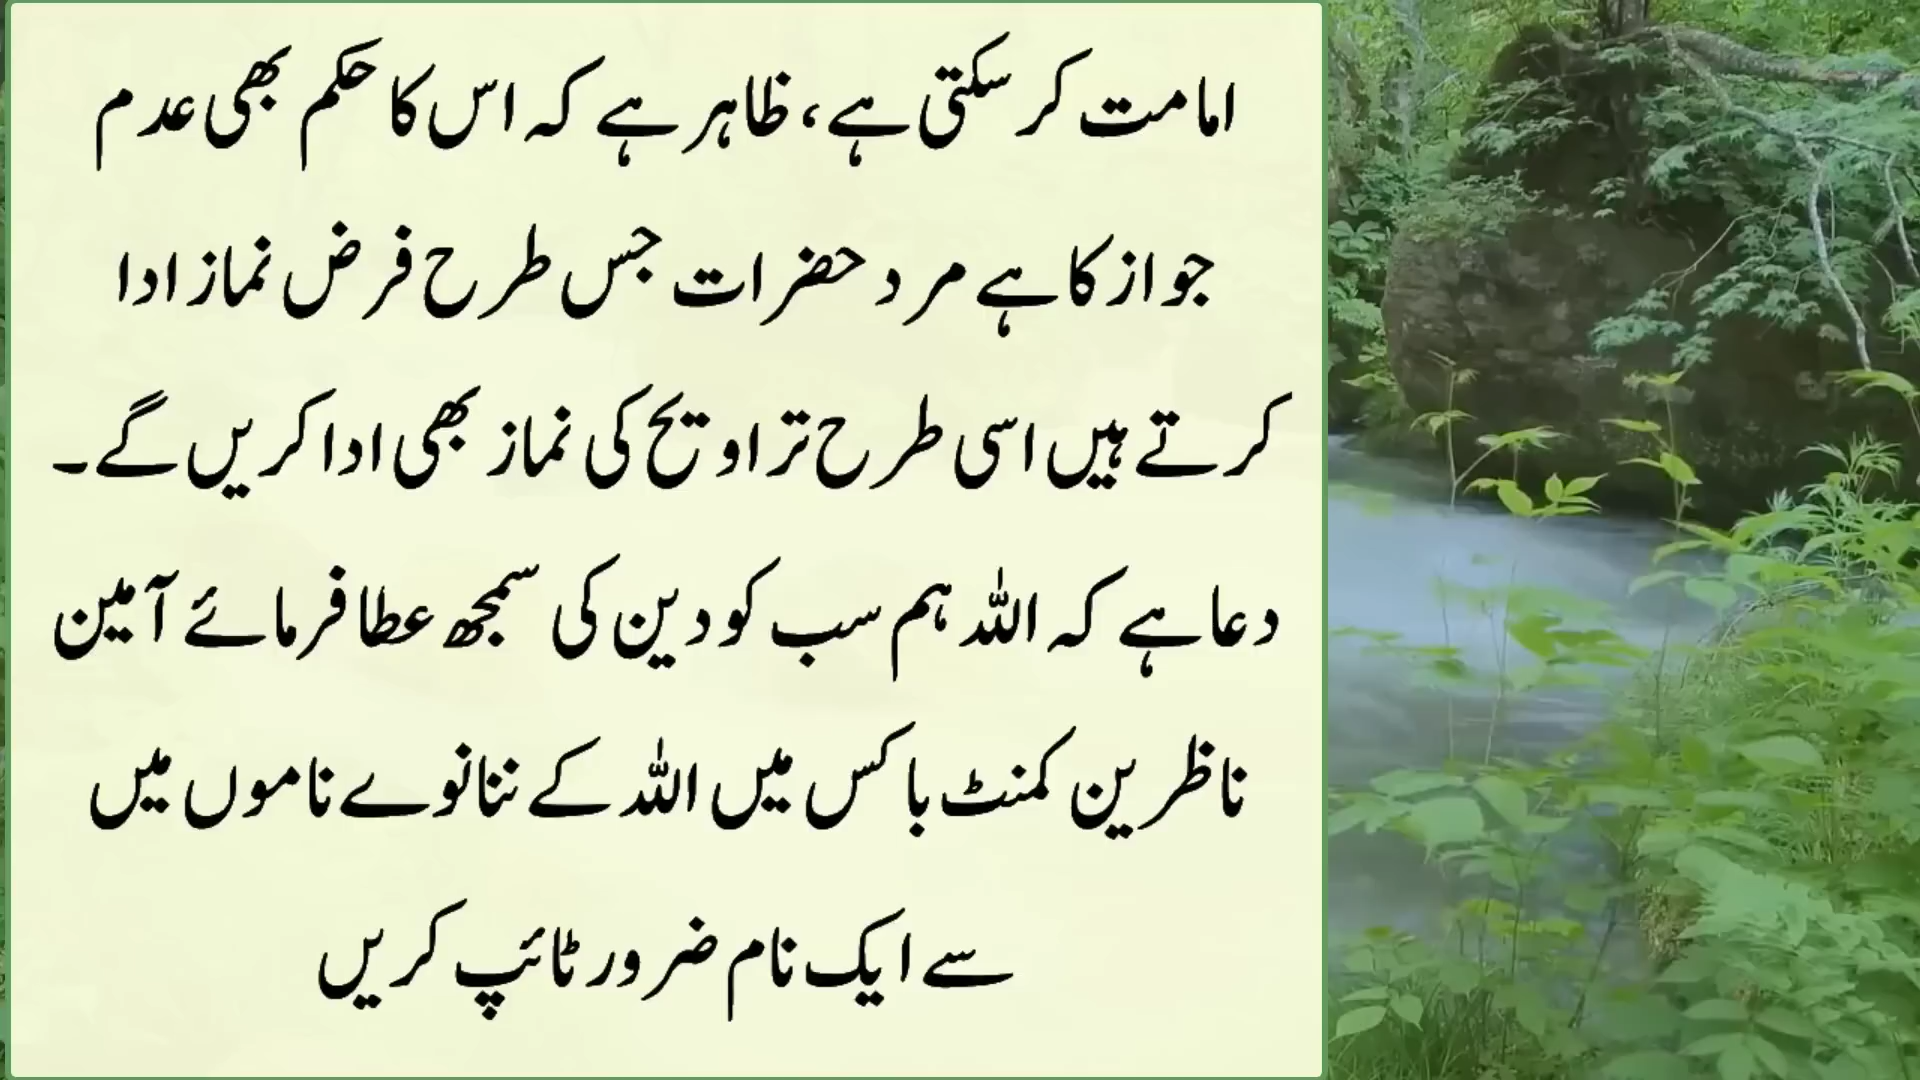 امامت کر سکتی ہے، ظاہر ہے کہ اس کا حکم بھی عدم
جواز کا ہے مرد حضرات جس طرح فرض نماز ادا
کرتے ہیں اسی طرح تراویح کی نماز بھی ادا کریں گے۔
دعا ہے کہ اللہ ہم سب کو دین کی سمجھ عطا فرمائے آمین
ناظرین کمنٹ باکس میں اللہ کے ننانوے ناموں میں
سے ایک نام ضرور ٹائپ کریں